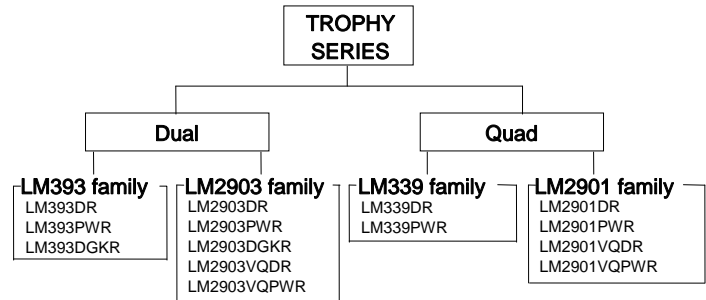 TROPHY
SERIES
Dual
Quad
LM393 family
LM393DR
LM393PWR
LM393DGKR
LM2903 family
LM2903DR
LM2903PWR
LM2903DGKR
LM2903VQDR
LM2903VQPWR
LM339 family
LM339DR
LM339PWR
LM2901 family
LM2901DR
LM2901PWR
LM2901VQDR
LM2901VQPWR